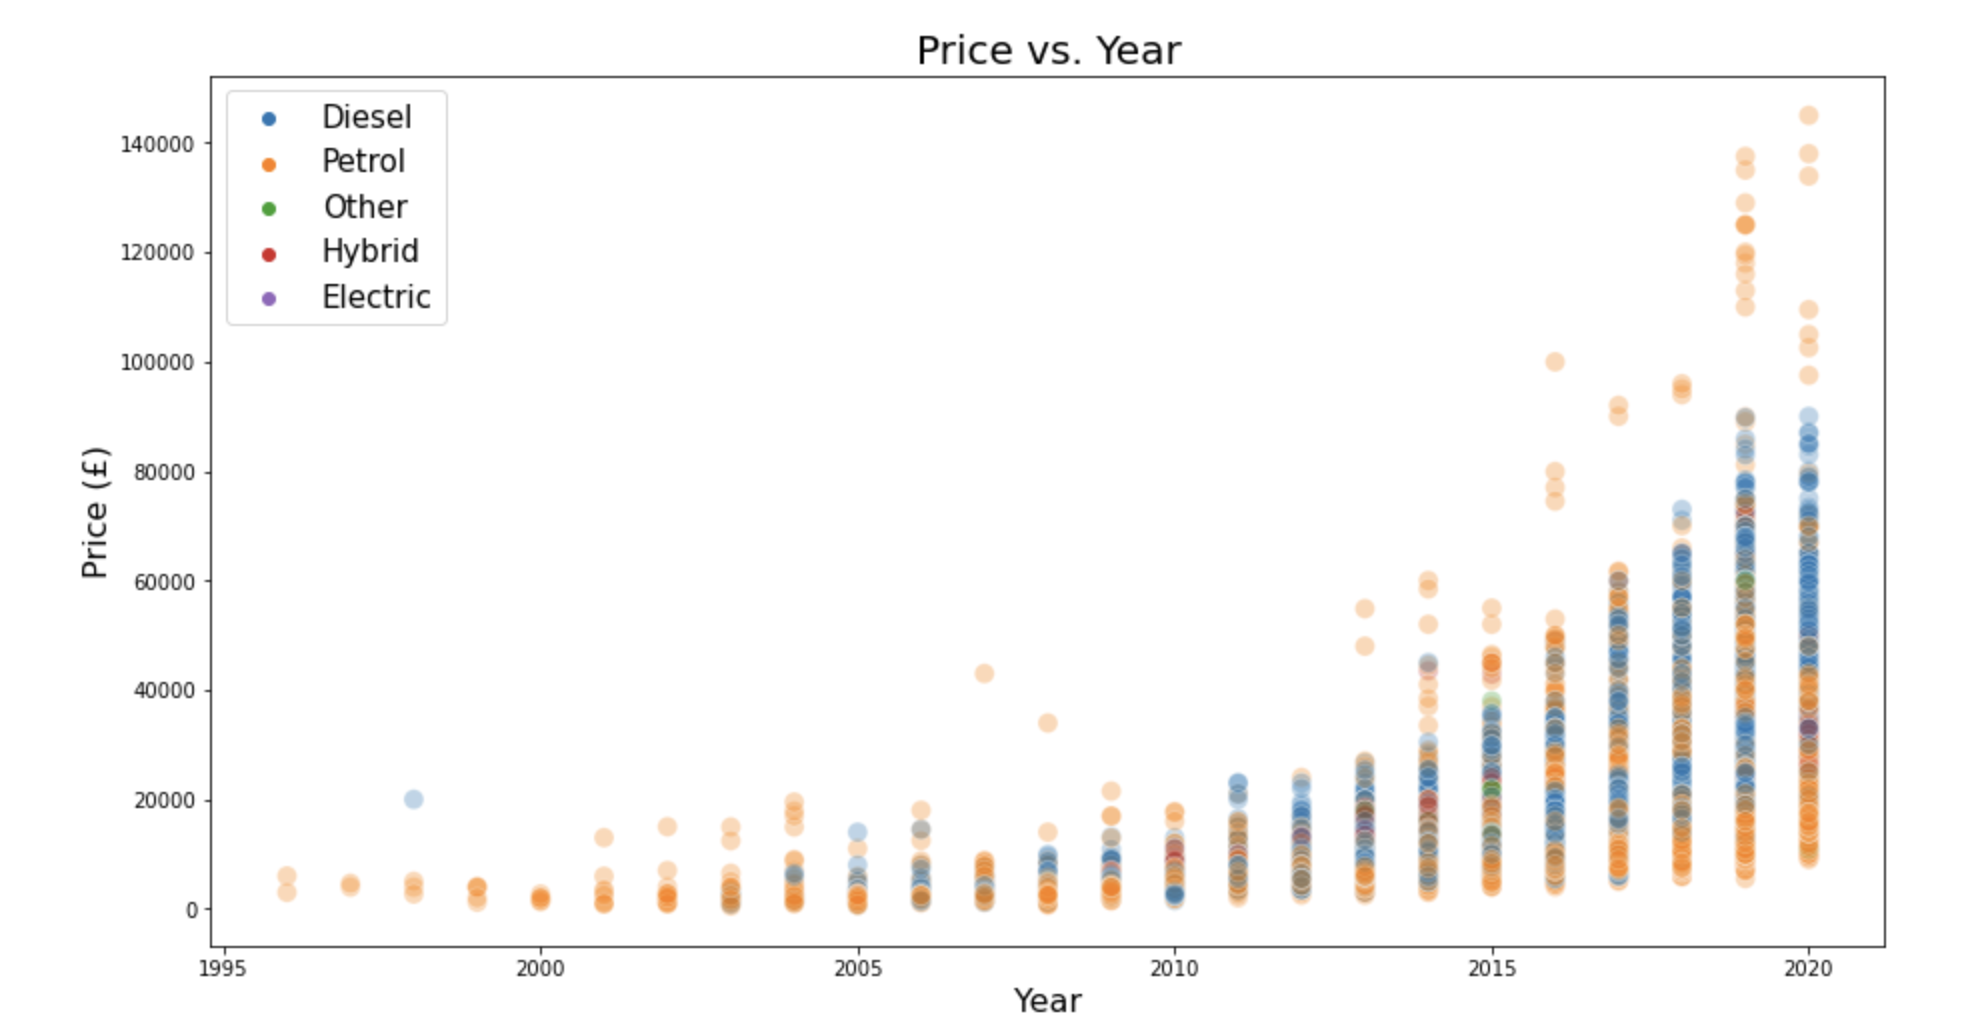 Price vs. Year
Diesel
Petrol
Other
Hybrid
Electric
Price (£)
140000
120000
100000
80000
60000
40000
20000
0
1995 2000 2005 2010 2015 2020
Year